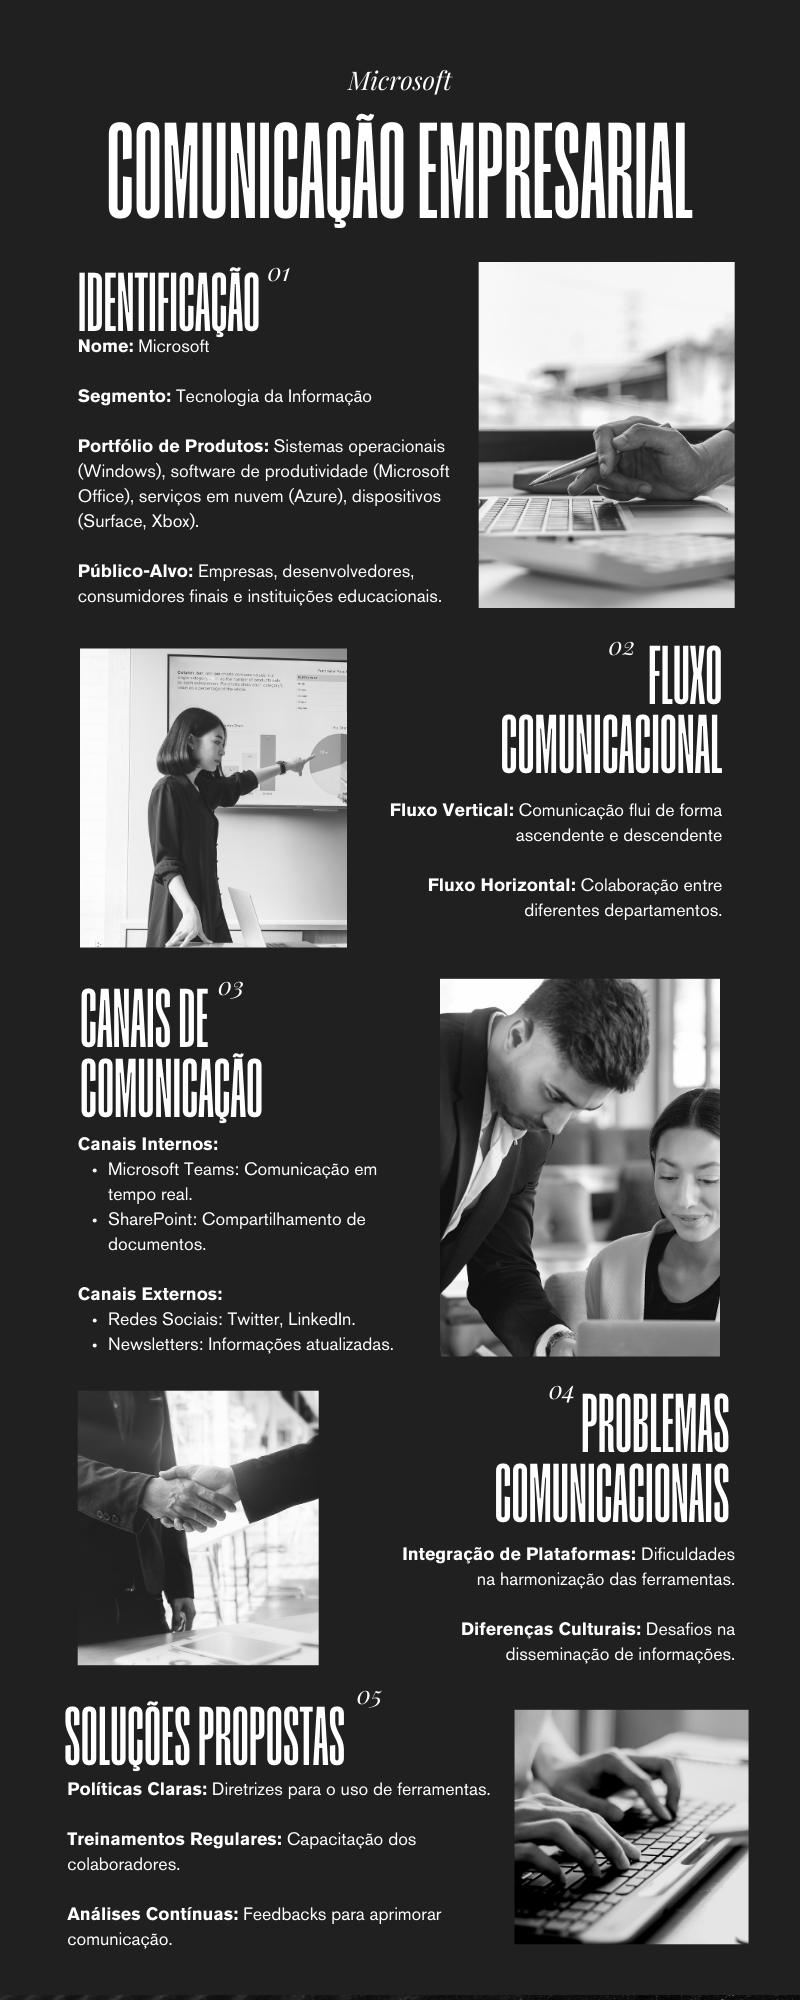 Microsoft
COMUNICAÇÃO EMPRESARIAL
IDENTIFICAÇÃO 01
Nome: Microsoft
Segmento: Tecnologia da Informação
Portfólio de Produtos: Sistemas operacionais
(Windows), software de produtividade (Microsoft
Office), serviços em nuvem (Azure), dispositivos
(Surface, Xbox).
Público-Alvo: Empresas, desenvolvedores,
consumidores finais e instituições educacionais.
02 FLUXO
COMUNICACIONAL
Fluxo Vertical: Comunicação flui de forma
ascendente e descendente
Fluxo Horizontal: Colaboração entre
diferentes departamentos.
CANAIS DE 03
COMUNICAÇÃO
Canais Internos:
• Microsoft Teams: Comunicação em
tempo real.
• SharePoint: Compartilhamento de
documentos.
Canais Externos:
• Redes Sociais: Twitter, LinkedIn.
• Newsletters: Informações atualizadas.
04 PROBLEMAS
COMUNICACIONAIS
Integração de Plataformas: Dificuldades
na harmonização das ferramentas.
Diferenças Culturais: Desafios na
disseminação de informações.
SOLUÇÕES PROPOSTAS 05
Políticas Claras: Diretrizes para o uso de ferramentas.
Treinamentos Regulares: Capacitação dos
colaboradores.
Análises Contínuas: Feedbacks para aprimorar
comunicação.